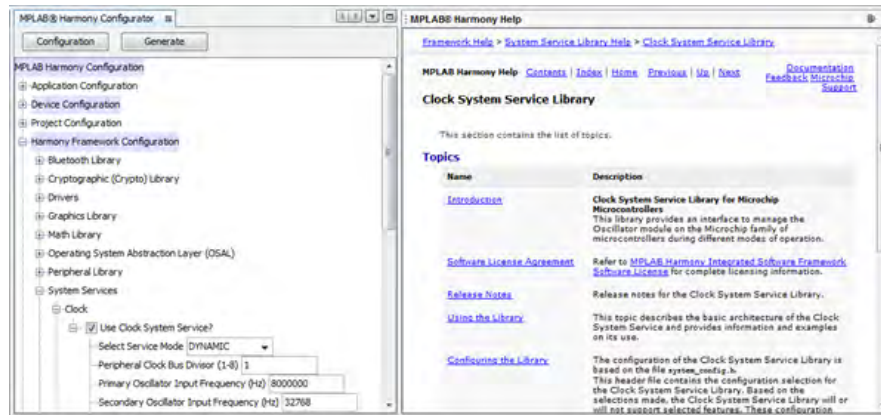 MPLAB® Harmony Configurator
Configuration Generate
MPLAB Harmony Configuration
Application Configuration
Device Configuration
Project Configuration
Harmony Framework Configuration
Bluetooth Library
Cryptographic (Crypto) Library
Drivers
Graphics Library
Math Library
Operating System Abstraction Layer (OSAL)
Peripheral Library
System Services
Clock
Use Clock System Service?
Select Service Mode DYNAMIC
Peripheral Clock Bus Divisor (1-8) 1
Primary Oscillator Input Frequency (Hz) 8000000
Secondary Oscillator Input Frequency (Hz) 32768
MPLAB® Harmony Help
Framework Help > System Service Library Help > Clock System Service Library
MPLAB Harmony Help Contents | Index | Home Previous | Up | Next
Documentation
Feedback Microchip
Support
Clock System Service Library
This section contains the list of topics.
Topics
Name Description
Introduction Clock System Service Library for Microchip
Microcontrollers
This library provides an interface to manage the
Oscillator module on the Microchip family of
microcontrollers during different modes of operation.
Software License Agreement Refer to MPLAB Harmony Integrated Software Framework
Software License for complete licensing information.
Release Notes Release notes for the Clock System Service Library.
Using the Library This topic describes the basic architecture of the Clock
System Service and provides information and examples
on its use.
Configuring the Library The configuration of the Clock System Service Library is
based on the file system_config.h.
This header file contains the configuration selection for
the Clock System Service Library. Based on the
selections made, the Clock System Service Library will or
will not support selected features. These configuration